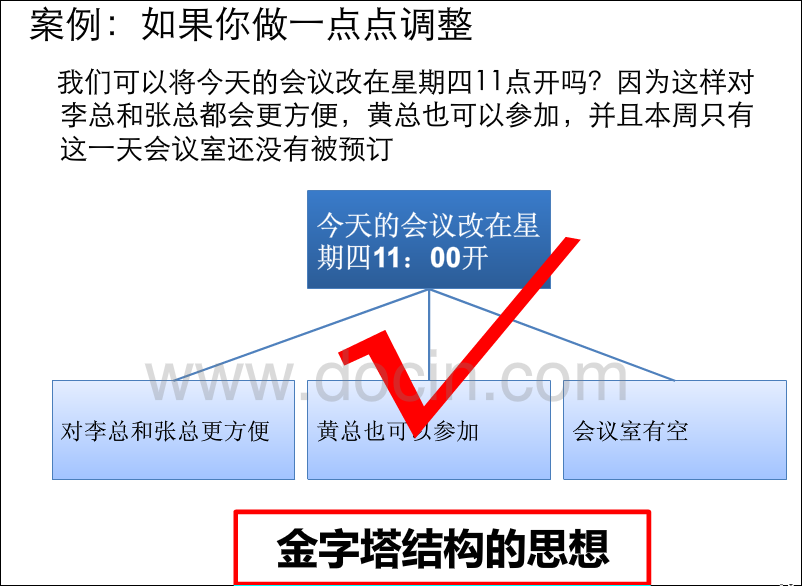 案例：如果你做一点点调整
我们可以将今天的会议改在星期四11点开吗？因为这样对
李总和张总都会更方便，黄总也可以参加，并且本周只有
这一天会议室还没有被预订
今天的会议改在星
期四11：00开
www.docin.com
对李总和张总更方便
黄总也可以参加
会议室有空
金字塔结构的思想